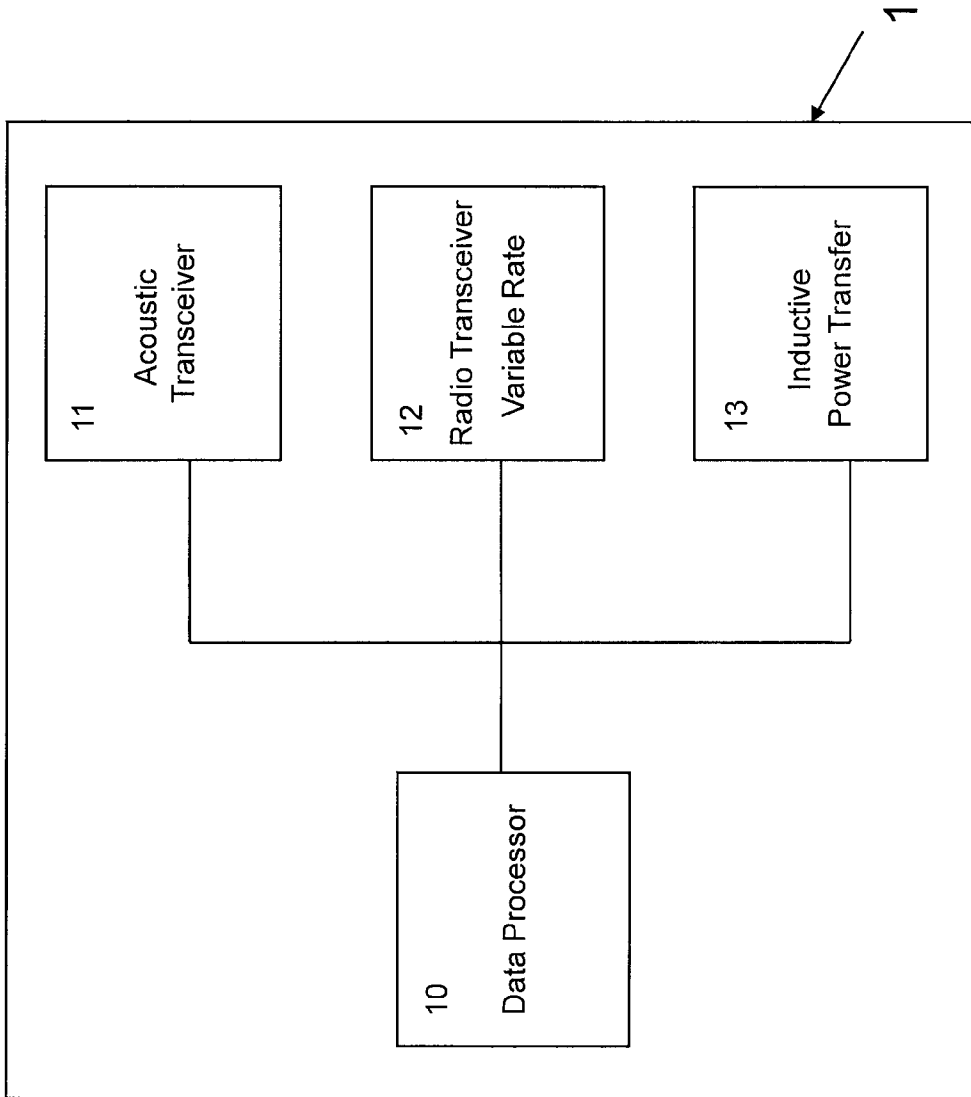 1
11
Acoustic
Transceiver
12
Radio Transceiver
Variable Rate
13
Inductive
Power Transfer
10
Data Processor